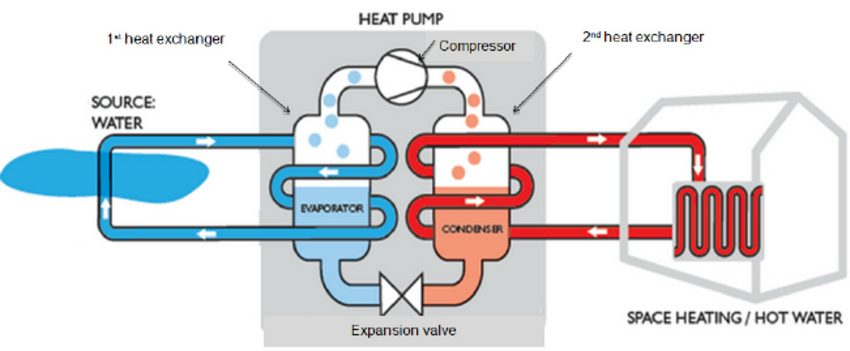 HEAT PUMP
1st heat exchanger
Compressor
2nd heat exchanger
SOURCE:
WATER
EVAPORATOR
CONDENSER
Expansion valve
SPACE HEATING / HOT WATER